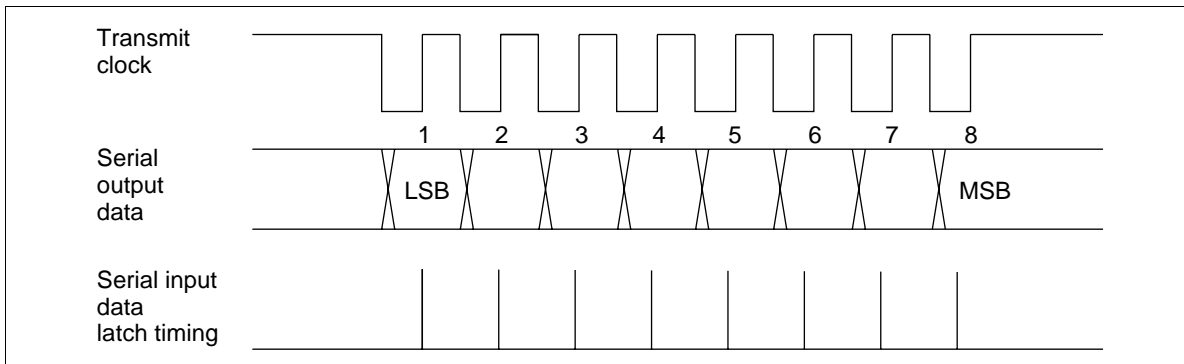 Transmit
clock
1 2 3 4 5 6 7 8
Serial
output
data
LSB
MSB
Serial input
data
latch timing